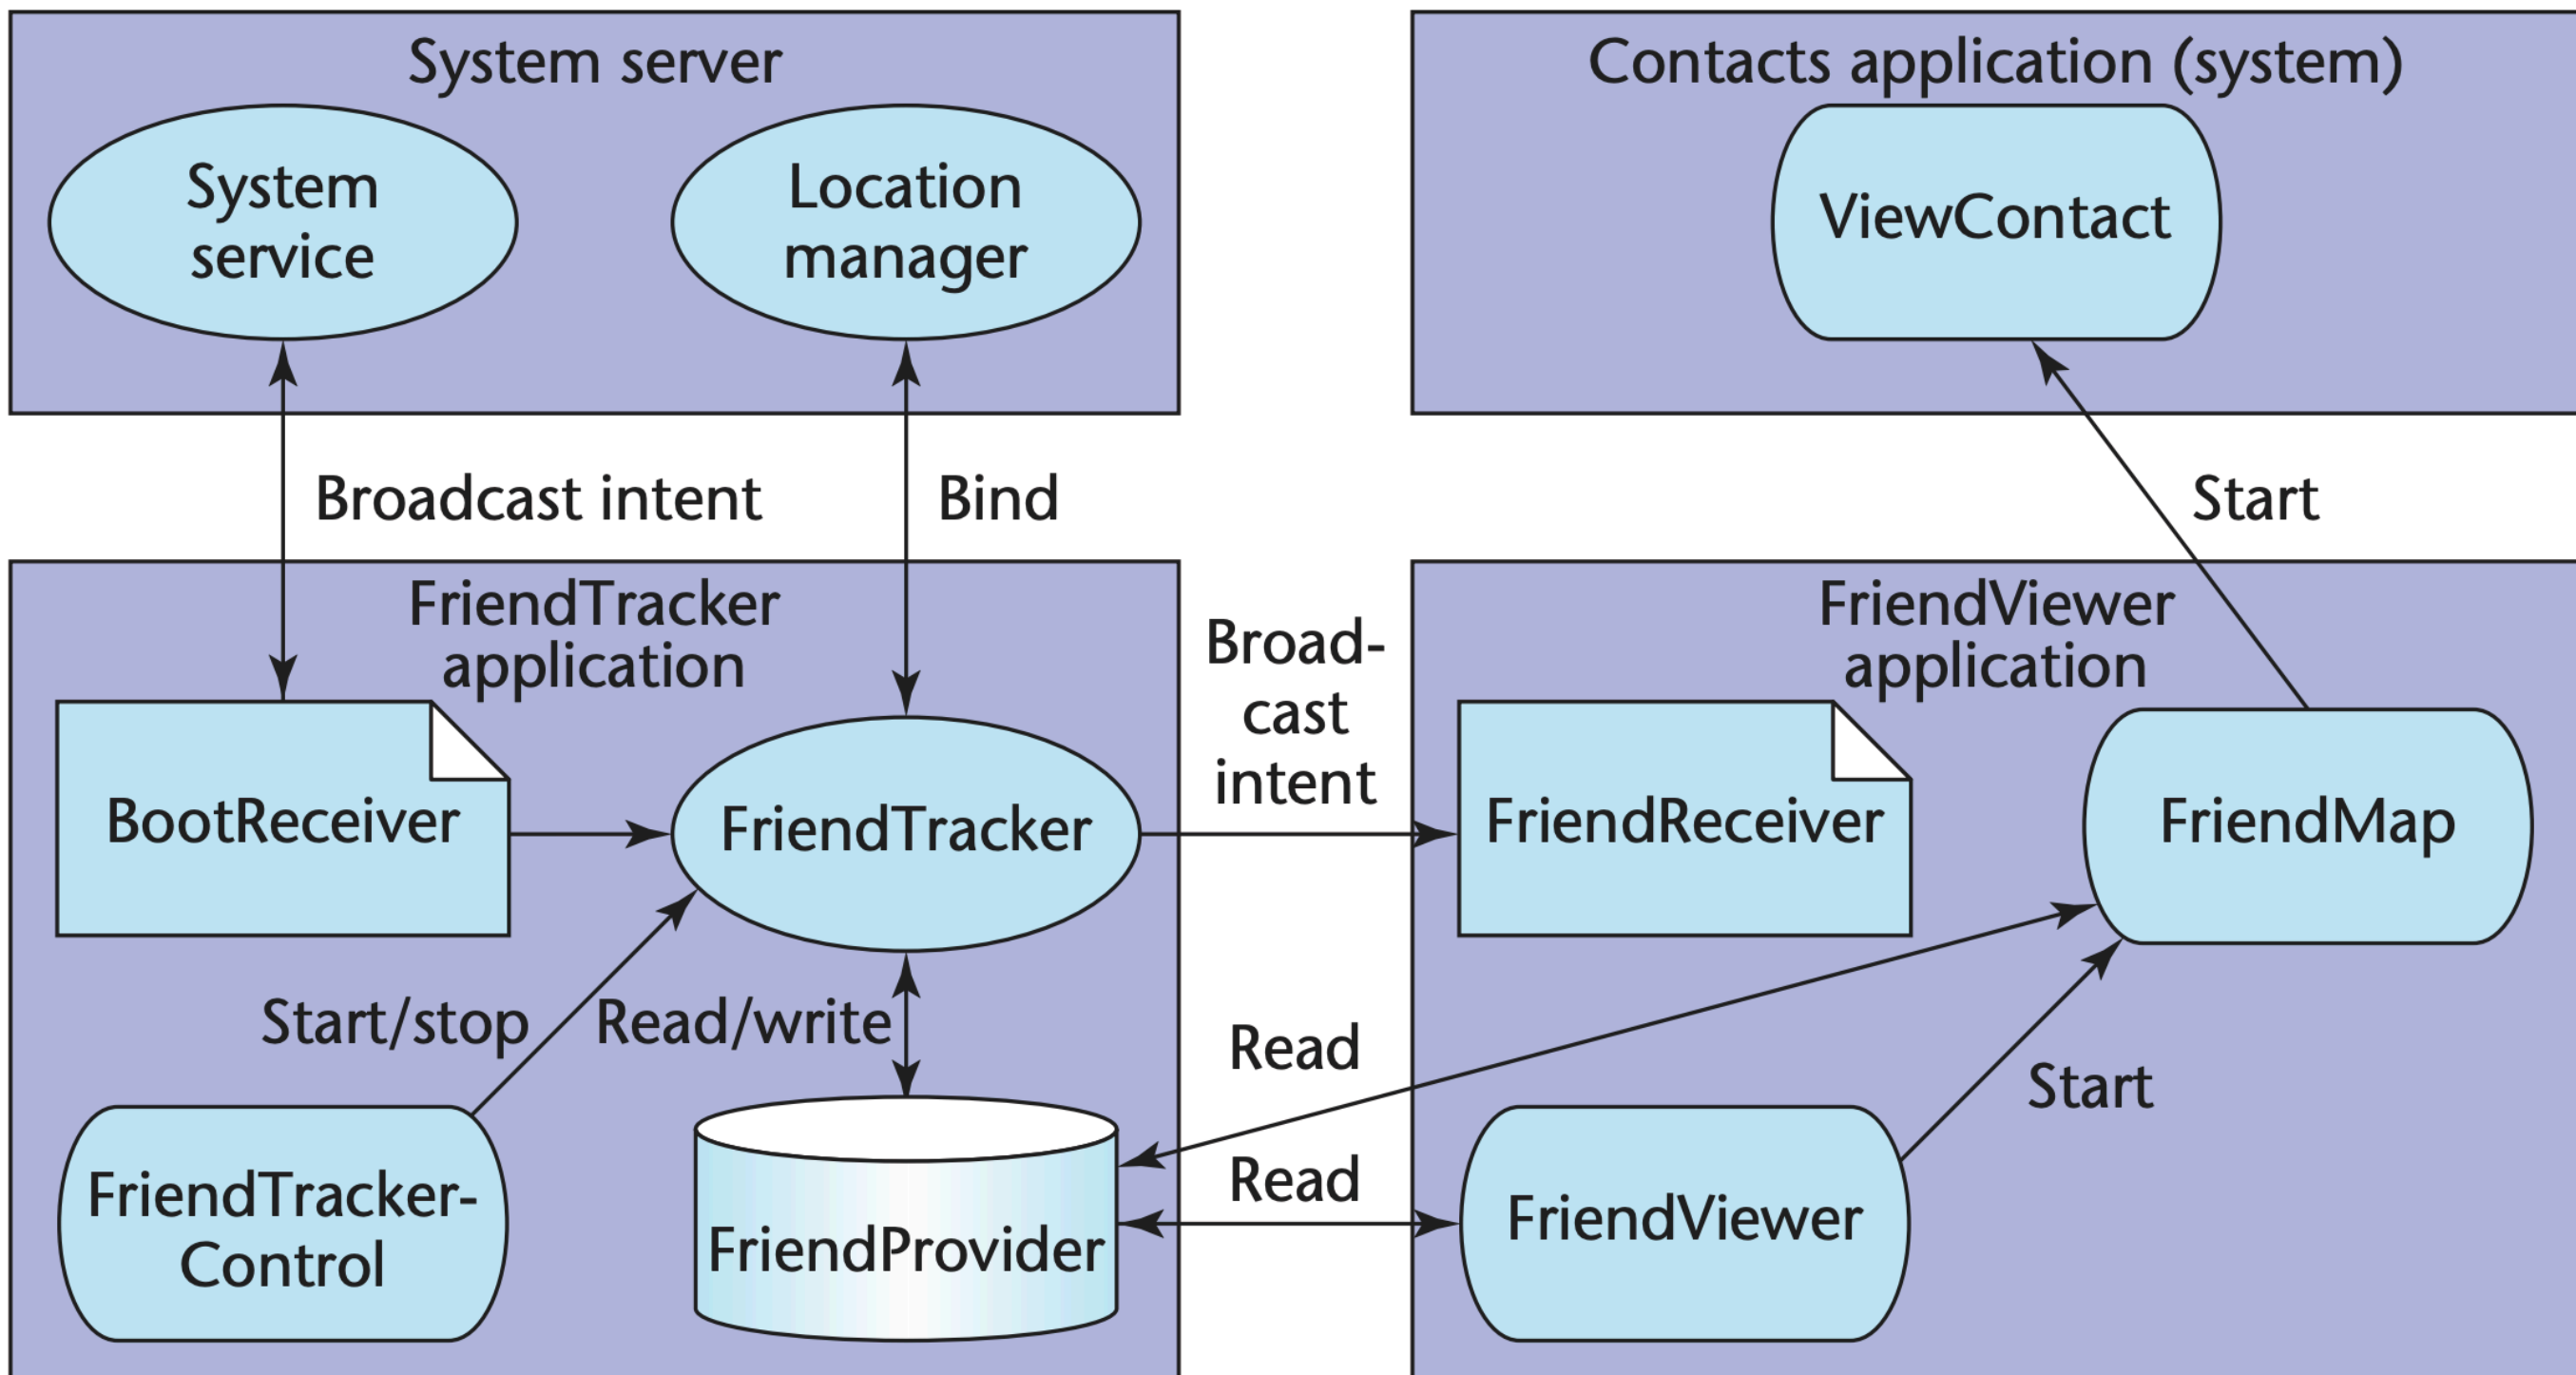 System server
System
service
Location
manager
Contacts application (system)
ViewContact
Broadcast intent
Bind
Start
FriendTracker
application
BootReceiver
FriendTracker
Start/stop
Read/write
FriendTracker-
Control
FriendProvider
Broad-
cast
intent
Read
Read
FriendViewer
application
FriendReceiver
FriendMap
Start
FriendViewer